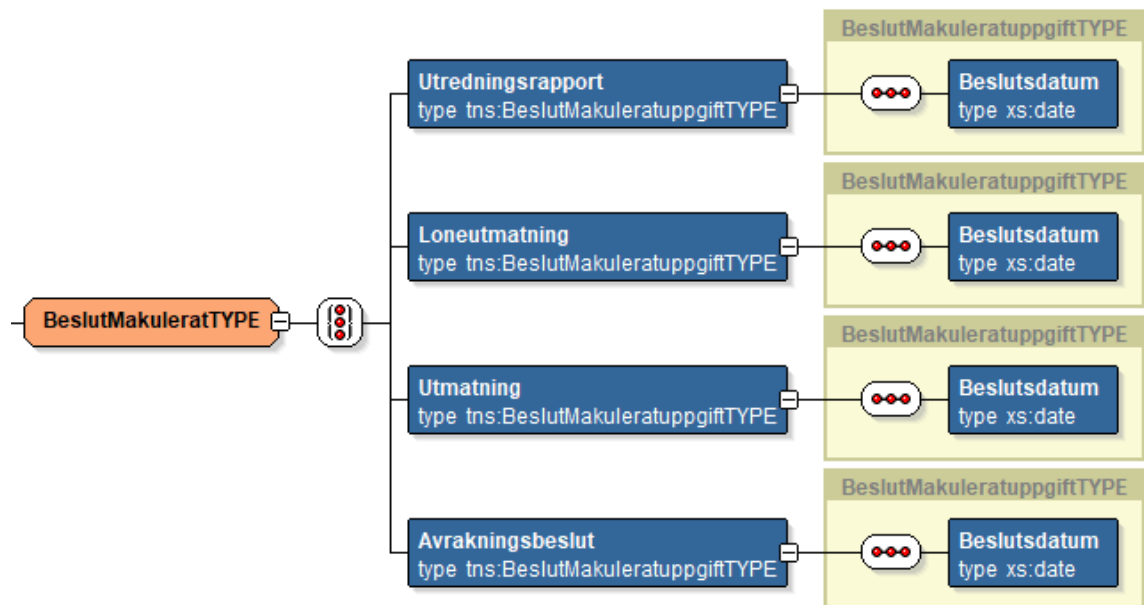 BeslutMakuleratTYPE
Utredningsrapport
type tns:BeslutMakuleratuppgiftTYPE
BeslutMakuleratuppgiftTYPE
Beslutsdatum
type xs:date
Loneutmatning
type tns:BeslutMakuleratuppgiftTYPE
BeslutMakuleratuppgiftTYPE
Beslutsdatum
type xs:date
Utmatning
type tns:BeslutMakuleratuppgiftTYPE
BeslutMakuleratuppgiftTYPE
Beslutsdatum
type xs:date
Avrakningsbeslut
type tns:BeslutMakuleratuppgiftTYPE
BeslutMakuleratuppgiftTYPE
Beslutsdatum
type xs:date